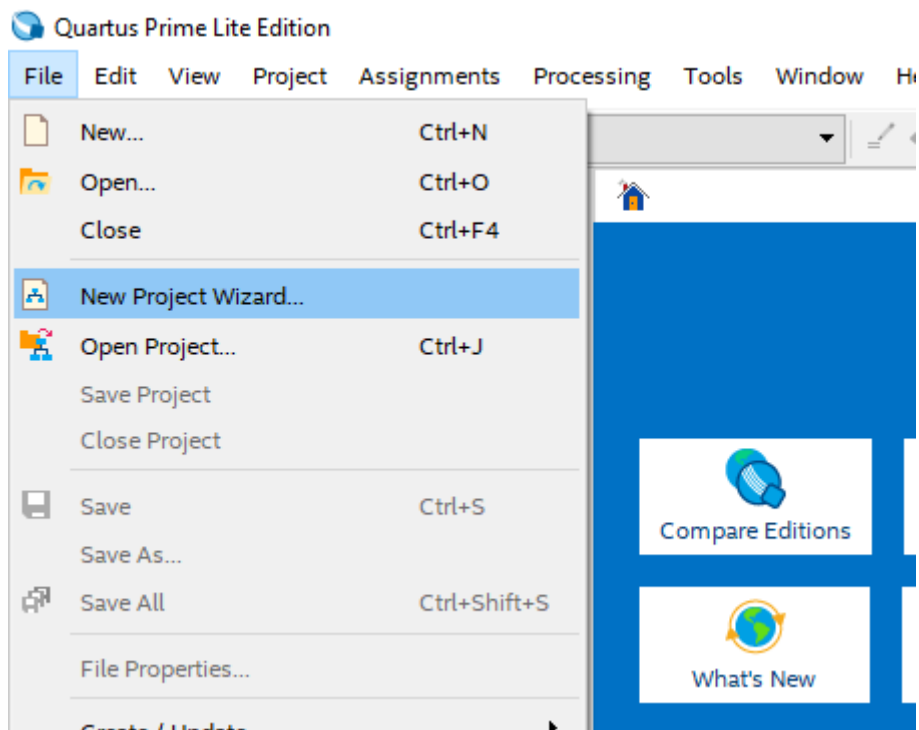 Quartus Prime Lite Edition
File Edit View Project Assignments Processing Tools Window
New... Ctrl+N
Open... Ctrl+O
Close Ctrl+F4
New Project Wizard...
Open Project... Ctrl+J
Save Project
Close Project
Save Ctrl+S
Save As...
Save All Ctrl+Shift+S
File Properties...
Create / Update
Compare Editions
What's New